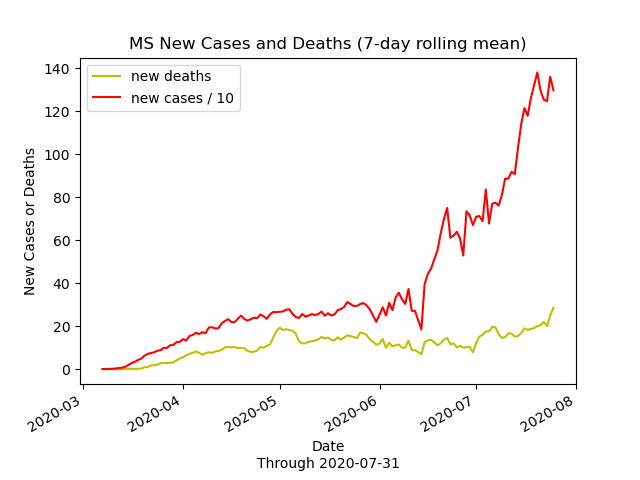 MS New Cases and Deaths (7-day rolling mean)
new deaths
new cases / 10
140
120
100
80
60
40
20
0
New Cases or Deaths
2020-03
2020-04
2020-05
2020-06
2020-07
2020-08
Date
Through 2020-07-31